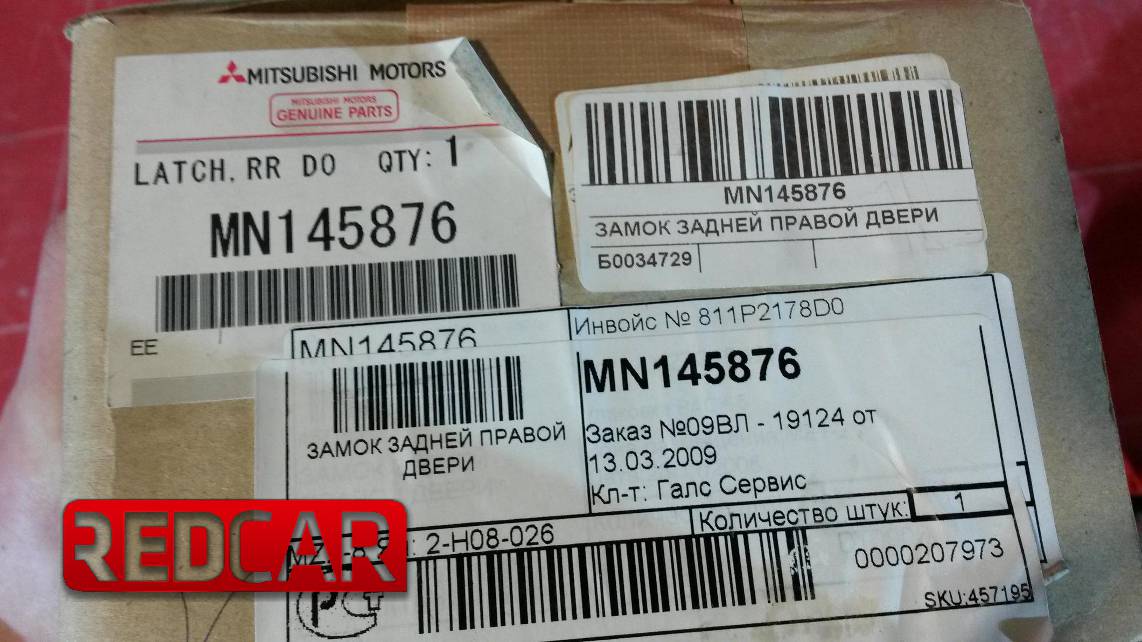 MITSUBISHI MOTORS
MITSUBISHI MOTORS
GENUINE PARTS
LATCH, RR DO QTY: 1
MN145876
EE
MN145876
ЗАМОК ЗАДНЕЙ ПРАВОЙ ДВЕРИ
Б0034729
MN145876
Инвойс № 811P2178D0
ЗАМОК ЗАДНЕЙ ПРАВОЙ
ДВЕРИ
MN145876
Заказ №09ВЛ - 19124 от
13.03.2009
Кл-т: Галс Сервис
Количество штук: 1
2-H08-026
0000207973
SKU:457195
РСТ
REDCAR